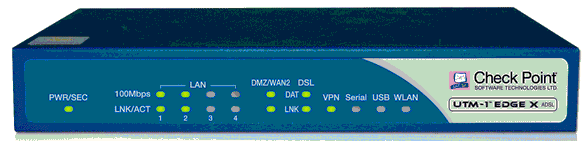 LAN
DMZ/WAN2 DSL
100Mbps DAT
Check Point
SOFTWARE TECHNOLOGIES LTD.
PWR/SEC
LNK/ACT LNK VPN Serial USB WLAN
UTM-1 EDGE X ADSL
1 2 3 4